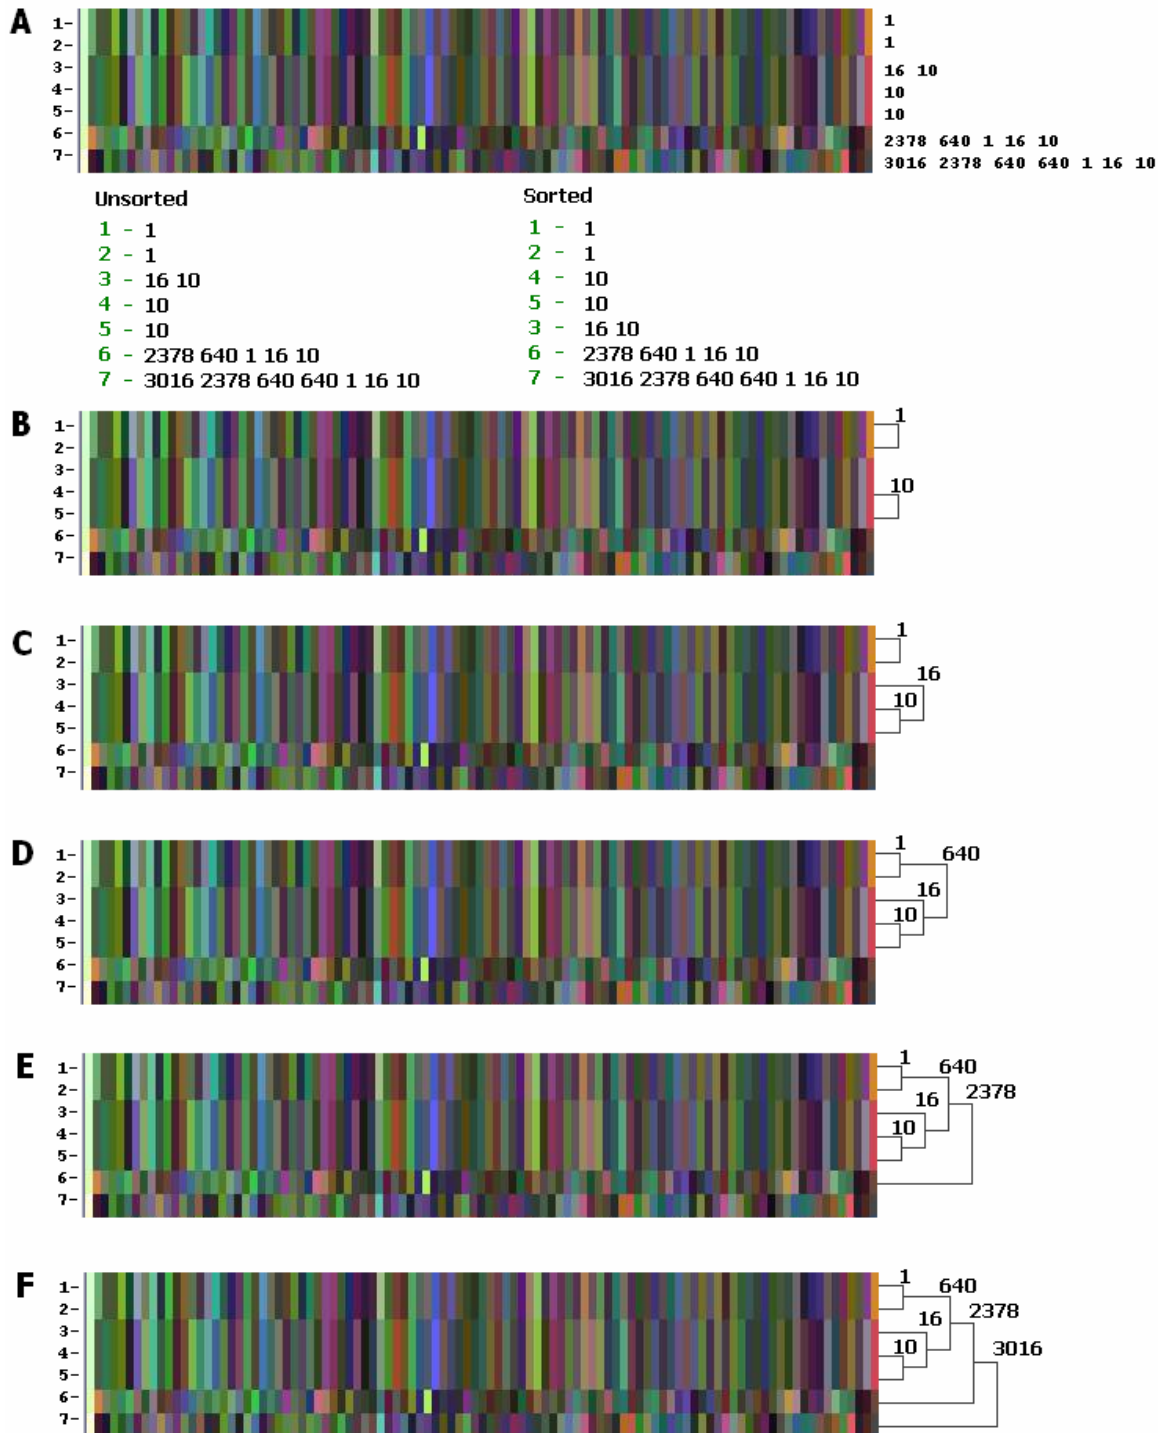 A
1- 1
2- 1
3- 16 10
4- 10
5- 10
6- 2378 640 1 16 10
7- 3016 2378 640 640 1 16 10
Unsorted
1 - 1
2 - 1
3 - 16 10
4 - 10
5 - 10
6 - 2378 640 1 16 10
7 - 3016 2378 640 640 1 16 10
Sorted
1 - 1
2 - 1
4 - 10
5 - 10
3 - 16 10
6 - 2378 640 1 16 10
7 - 3016 2378 640 640 1 16 10
B
1
1-
2-
3-
4-
10
5-
6-
7-
C
1
1-
2-
16
3-
10
4-
5-
6-
7-
D
1
640
1-
2-
16
3-
10
4-
5-
6-
7-
E
1
640
1-
2378
2-
16
3-
10
4-
5-
6-
7-
F
1
640
1-
2378
2-
16
3-
10
3016
4-
5-
6-
7-